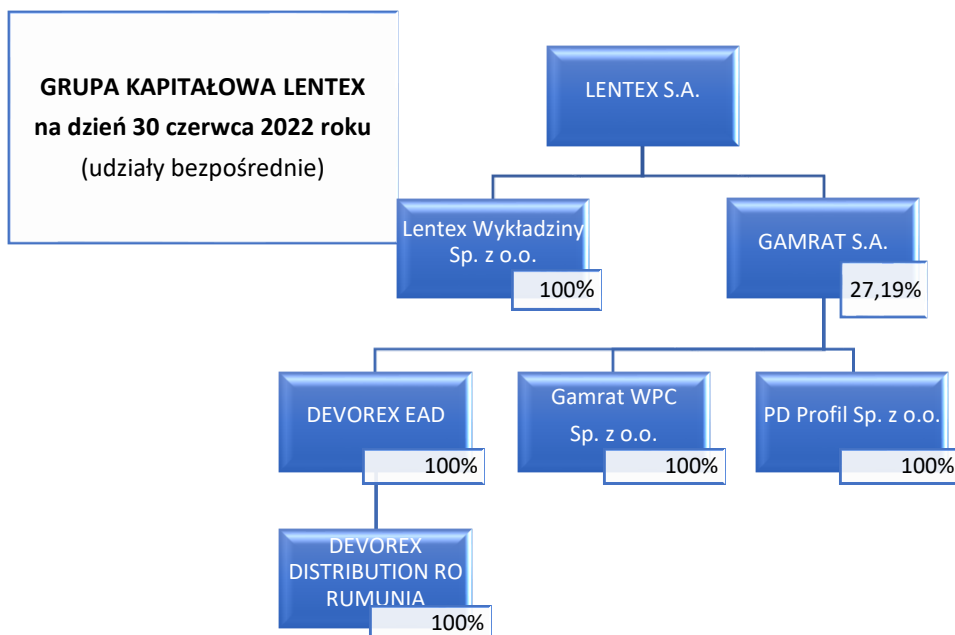 GRUPA KAPITAŁOWA LENTEX
na dzień 30 czerwca 2022 roku
(udziały bezpośrednie)
LENTEX S.A.
Lentex Wykładziny
Sp. z o.o.
100%
GAMRAT S.A.
27,19%
DEVOREX EAD
100%
Gamrat WPC
Sp. z o.o.
100%
PD Profil Sp. z o.o.
100%
DEVOREX
DISTRIBUTION RO
RUMUNIA
100%